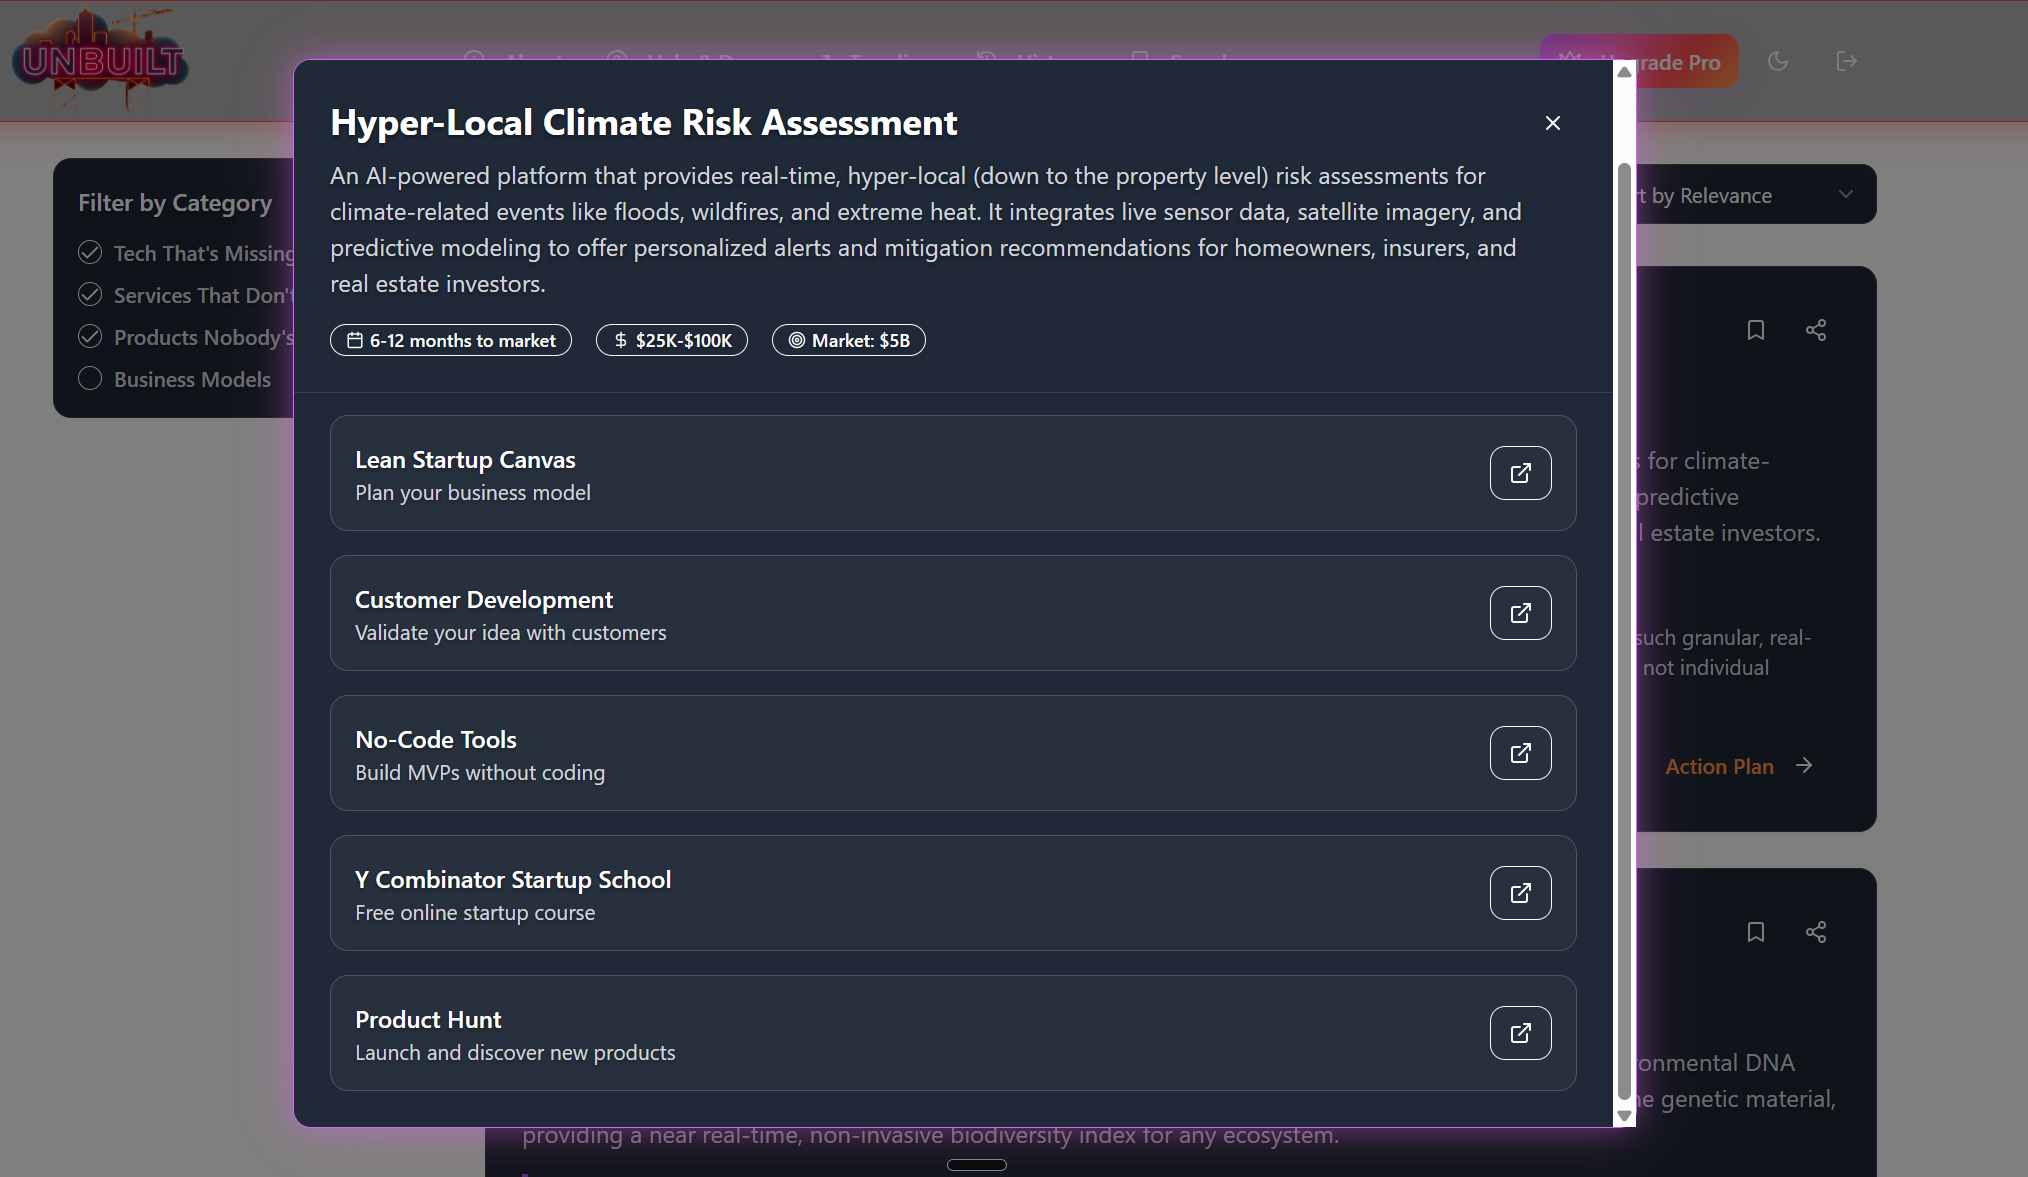 UNBUILT
Upgrade Pro
Hyper-Local Climate Risk Assessment
An AI-powered platform that provides real-time, hyper-local (down to the property level) risk assessments for
climate-related events like floods, wildfires, and extreme heat. It integrates live sensor data, satellite imagery, and
predictive modeling to offer personalized alerts and mitigation recommendations for homeowners, insurers, and
real estate investors.
6-12 months to market
$25K-$100K
Market: $5B
Lean Startup Canvas
Plan your business model
Customer Development
Validate your idea with customers
No-Code Tools
Build MVPs without coding
Y Combinator Startup School
Free online startup course
Product Hunt
Launch and discover new products
Filter by Category
Tech That's Missing
Services That Don't
Products Nobody's
Business Models
by Relevance
for climate-
predictive
estate investors.
such granular, real-
not individual
Action Plan
DNA
genetic material,
providing a near real-time, non-invasive biodiversity index for any ecosystem.